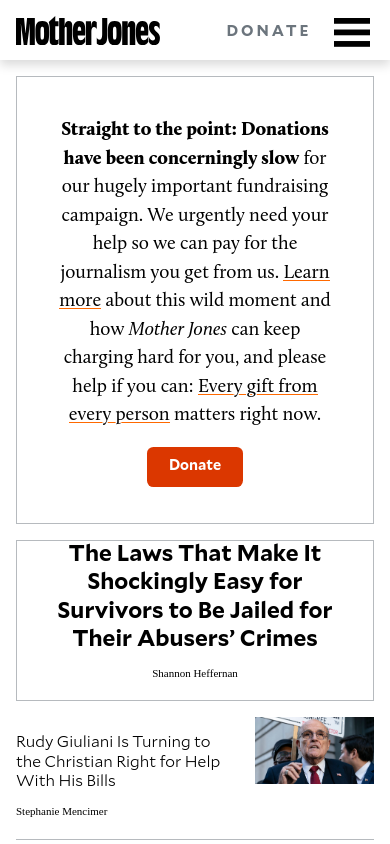 Mother Jones
DONATE
Straight to the point: Donations
have been concerningly slow for
our hugely important fundraising
campaign. We urgently need your
help so we can pay for the
journalism you get from us. Learn
more about this wild moment and
how Mother Jones can keep
charging hard for you, and please
help if you can: Every gift from
every person matters right now.
Donate
The Laws That Make It
Shockingly Easy for
Survivors to Be Jailed for
Their Abusers’ Crimes
Shannon Heffernan
Rudy Giuliani Is Turning to
the Christian Right for Help
With His Bills
Stephanie Mencimer